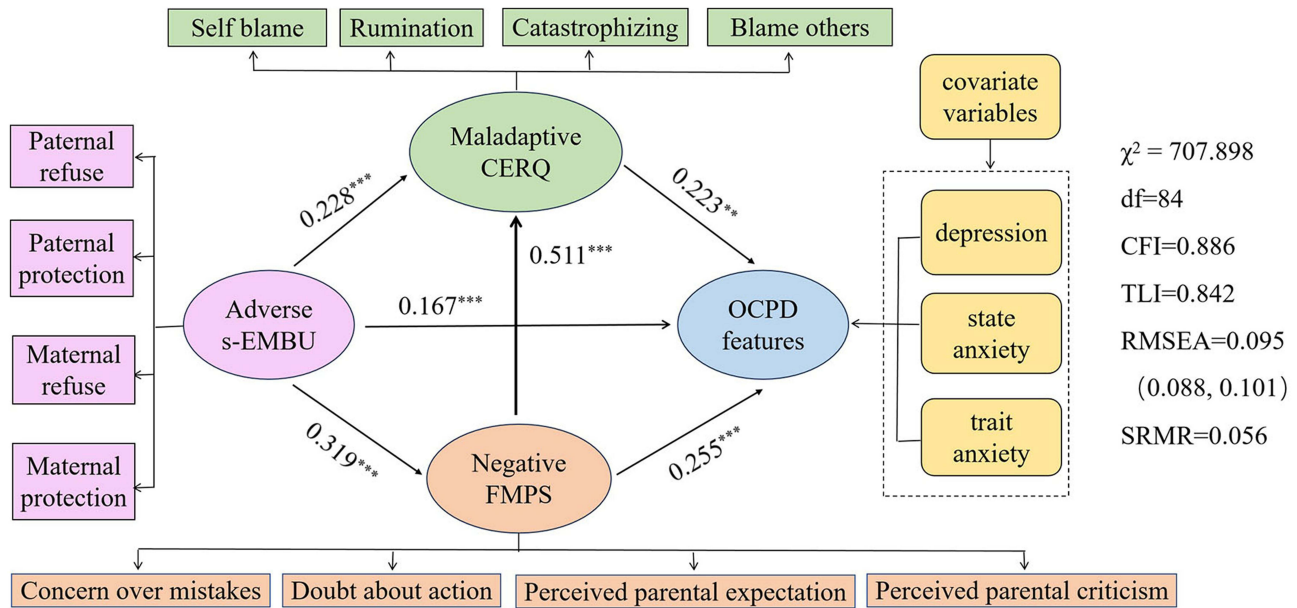 Self blame
Rumination
Catastrophizing
Blame others
Paternal
refuse
Paternal
protection
Maternal
refuse
Maternal
protection
Adverse
s-EMBU
Maladaptive
CERQ
0.228***
0.223**
0.511***
0.167***
0.319***
0.255***
OCPD
features
Negative
FMPS
covariate
variables
depression
state
anxiety
trait
anxiety
χ² = 707.898
df=84
CFI=0.886
TLI=0.842
RMSEA=0.095
(0.088, 0.101)
SRMR=0.056
Concern over mistakes
Doubt about action
Perceived parental expectation
Perceived parental criticism